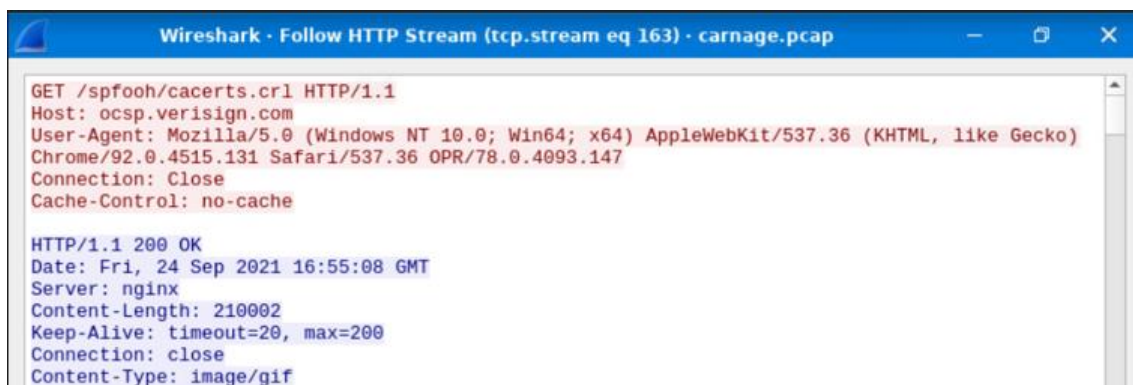 Wireshark · Follow HTTP Stream (tcp.stream eq 163) · carnage.pcap
GET /spfooh/cacerts.crl HTTP/1.1
Host: ocsp.verisign.com
User-Agent: Mozilla/5.0 (Windows NT 10.0; Win64; x64) AppleWebKit/537.36 (KHTML, like Gecko)
Chrome/92.0.4515.131 Safari/537.36 OPR/78.0.4093.147
Connection: Close
Cache-Control: no-cache
HTTP/1.1 200 OK
Date: Fri, 24 Sep 2021 16:55:08 GMT
Server: nginx
Content-Length: 210002
Keep-Alive: timeout=20, max=200
Connection: close
Content-Type: image/gif